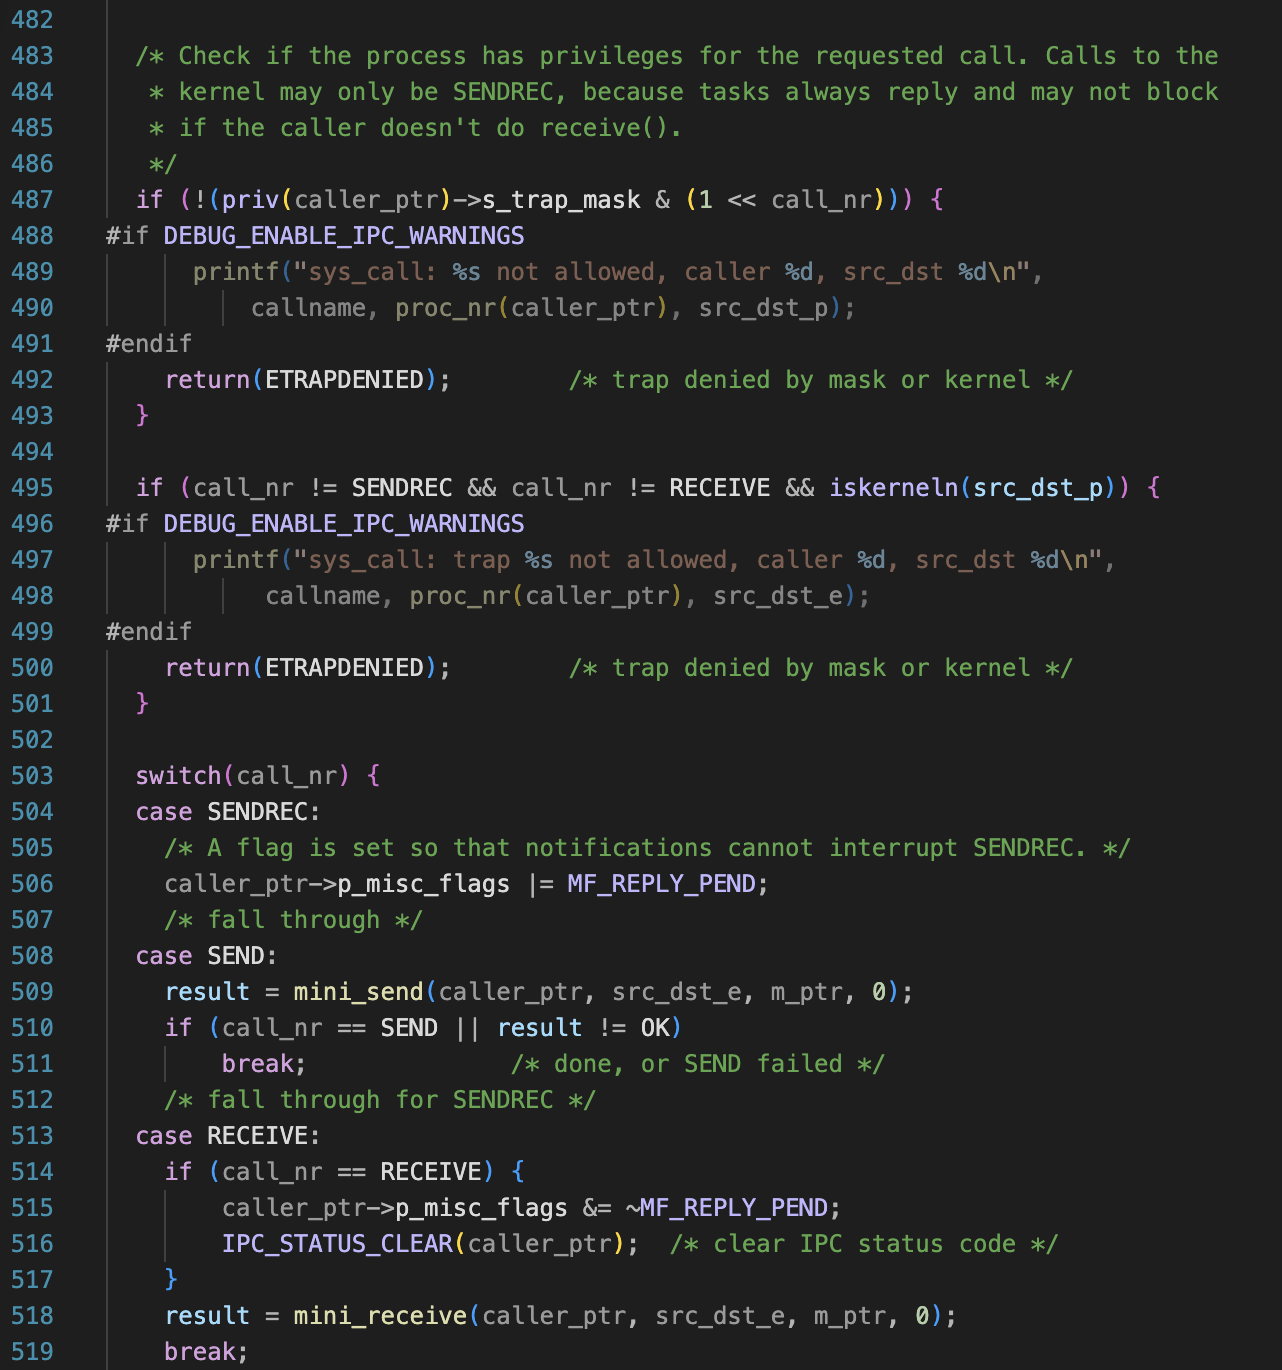 482
483 /* Check if the process has privileges for the requested call. Calls to the
484 * kernel may only be SENDREC, because tasks always reply and may not block
485 * if the caller doesn't do receive().
486 */
487 if (!(priv(caller_ptr)->s_trap_mask & (1 << call_nr))) {
488 #if DEBUG_ENABLE_IPC_WARNINGS
489 printf("sys_call: %s not allowed, caller %d, src_dst %d\n",
490 callname, proc_nr(caller_ptr), src_dst_p);
491 #endif
492 return(ETRAPDENIED); /* trap denied by mask or kernel */
493 }
494
495 if (call_nr != SENDREC && call_nr != RECEIVE && iskerneln(src_dst_p)) {
496 #if DEBUG_ENABLE_IPC_WARNINGS
497 printf("sys_call: trap %s not allowed, caller %d, src_dst %d\n",
498 callname, proc_nr(caller_ptr), src_dst_e);
499 #endif
500 return(ETRAPDENIED); /* trap denied by mask or kernel */
501 }
502
503 switch(call_nr) {
504 case SENDREC:
505 /* A flag is set so that notifications cannot interrupt SENDREC. */
506 caller_ptr->p_misc_flags |= MF_REPLY_PEND;
507 /* fall through */
508 case SEND:
509 result = mini_send(caller_ptr, src_dst_e, m_ptr, 0);
510 if (call_nr == SEND || result != OK)
511 break; /* done, or SEND failed */
512 /* fall through for SENDREC */
513 case RECEIVE:
514 if (call_nr == RECEIVE) {
515 caller_ptr->p_misc_flags &= ~MF_REPLY_PEND;
516 IPC_STATUS_CLEAR(caller_ptr); /* clear IPC status code */
517 }
518 result = mini_receive(caller_ptr, src_dst_e, m_ptr, 0);
519 break;